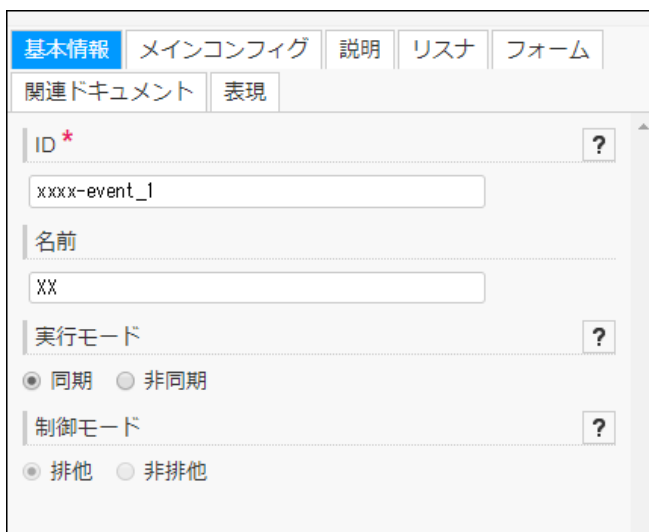 基本情報 メインコンフィグ 説明 リスナ フォーム
関連ドキュメント 表現
ID * ?
xxxx-event_1
名前
XX
実行モード ?
同期 非同期
制御モード ?
排他 非排他